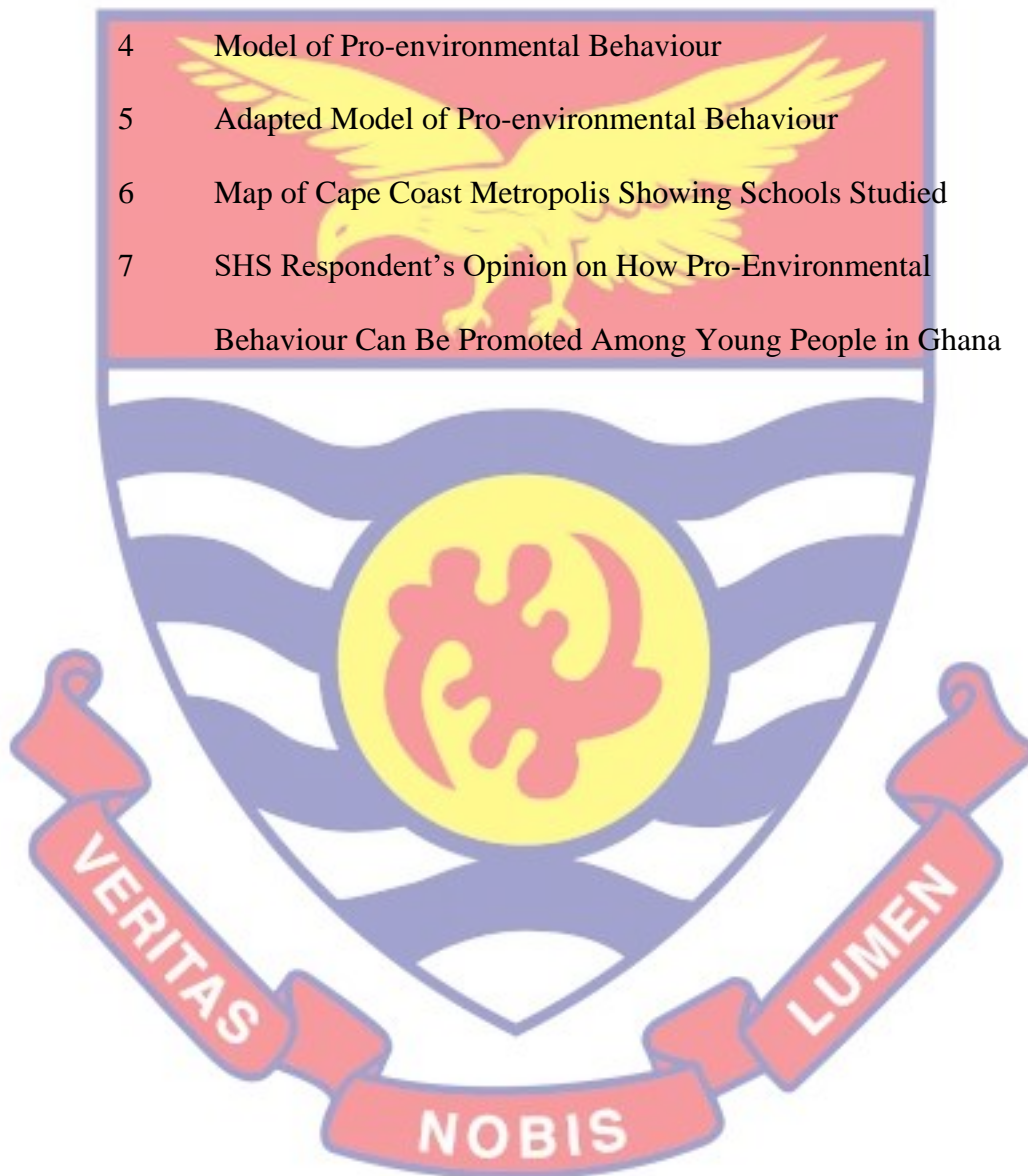 4 Model of Pro-environmental Behaviour
5 Adapted Model of Pro-environmental Behaviour
6 Map of Cape Coast Metropolis Showing Schools Studied
7 SHS Respondent's Opinion on How Pro-Environmental
Behaviour Can Be Promoted Among Young People in Ghana
VERITAS
NOBIS
LUMEN